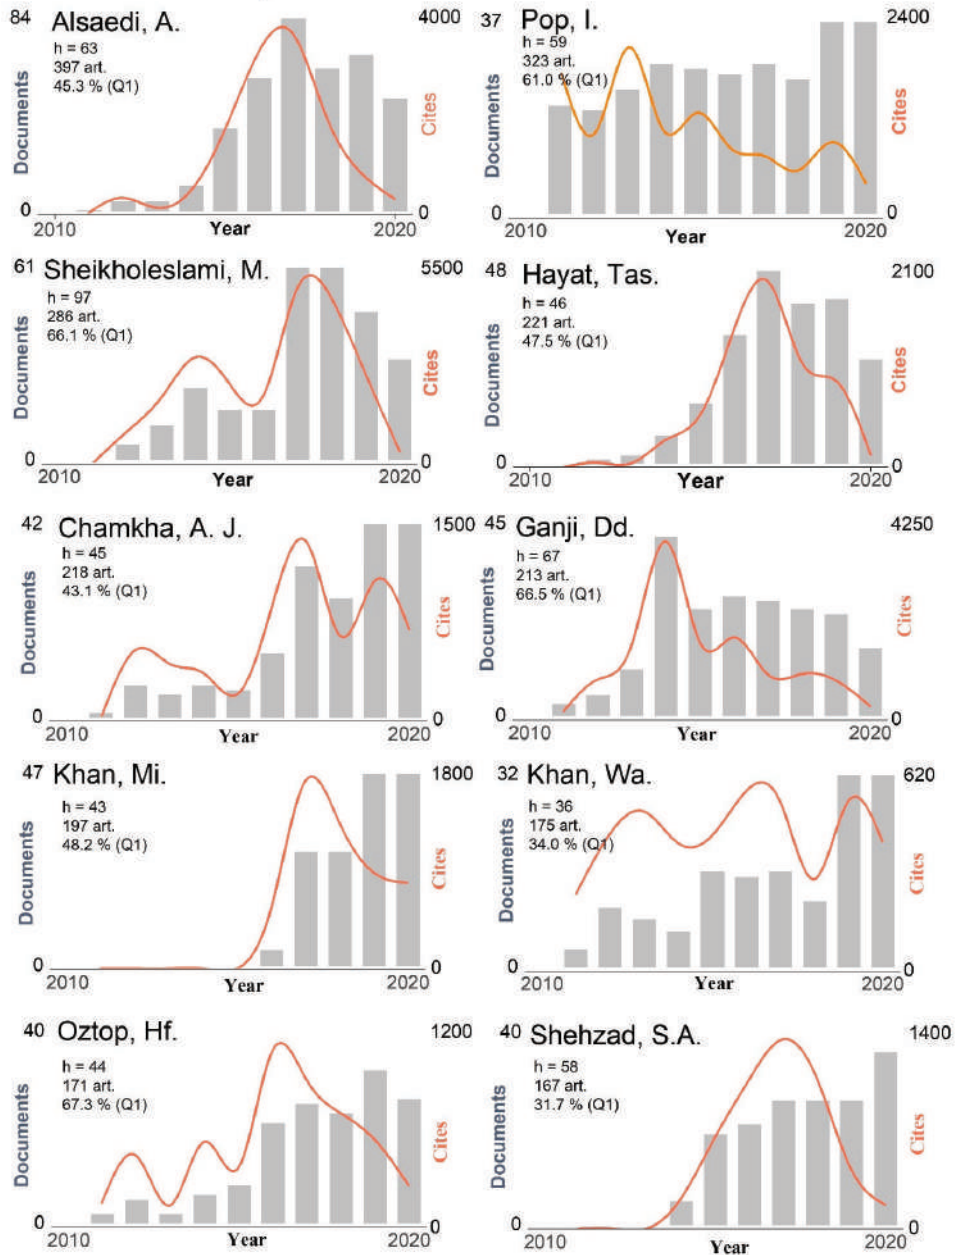 84
Alsaedi, A.
4000
h = 63
397 art.
45.3 % (Q1)
Documents
Cites
0
0
2010
Year
2020
37
Pop, I.
2400
h = 59
323 art.
61.0 % (Q1)
Documents
Cites
0
0
2010
Year
2020
61
Sheikholeslami, M.
5500
h = 97
286 art.
66.1 % (Q1)
Documents
Cites
0
0
2010
Year
2020
48
Hayat, Tas.
2100
h = 46
221 art.
47.5 % (Q1)
Documents
Cites
0
0
2010
Year
2020
42
Chamkha, A. J.
1500
h = 45
218 art.
43.1 % (Q1)
Documents
Cites
0
0
2010
Year
2020
45
Ganji, Dd.
4250
h = 67
213 art.
66.5 % (Q1)
Documents
Cites
0
0
2010
Year
2020
47
Khan, Mi.
1800
h = 43
197 art.
48.2 % (Q1)
Documents
Cites
0
0
2010
Year
2020
32
Khan, Wa.
620
h = 36
175 art.
34.0 % (Q1)
Documents
Cites
0
0
2010
Year
2020
40
Oztop, Hf.
1200
h = 44
171 art.
67.3 % (Q1)
Documents
Cites
0
0
2010
Year
2020
40
Shehzad, S.A.
1400
h = 58
167 art.
31.7 % (Q1)
Documents
Cites
0
0
2010
Year
2020